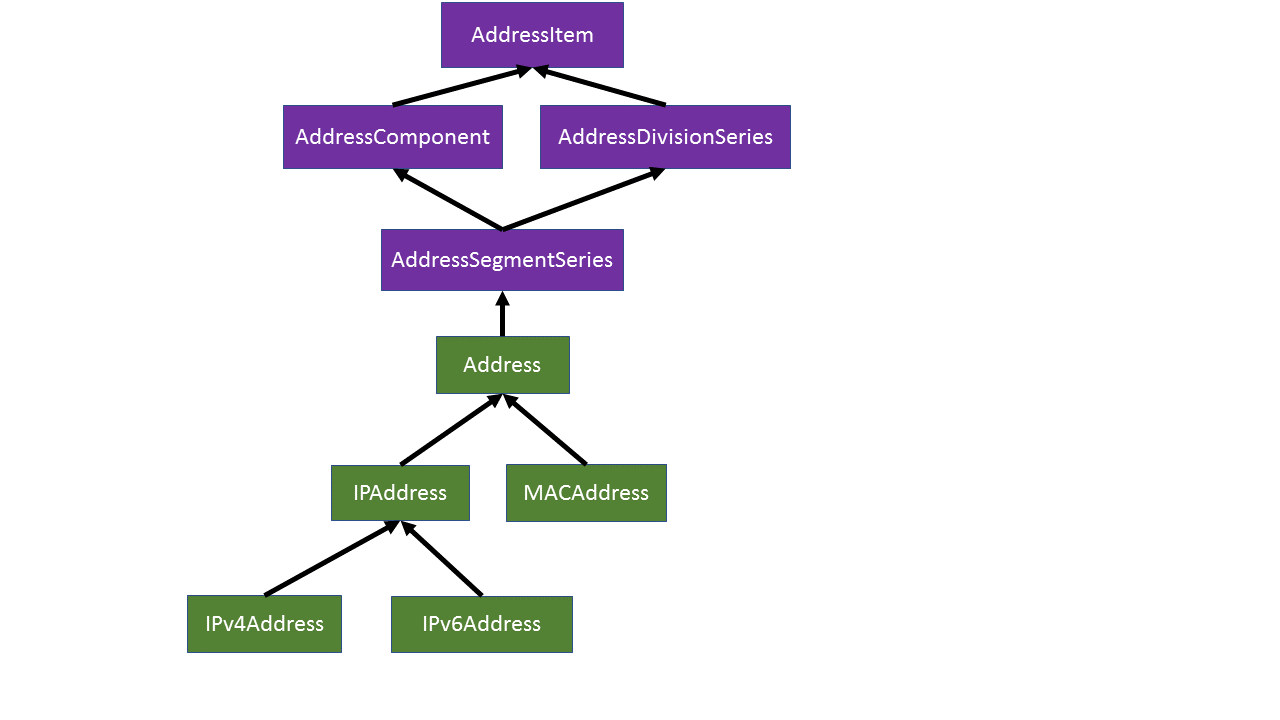 AddressItem
AddressComponent
AddressDivisionSeries
AddressSegmentSeries
Address
IPAddress
MACAddress
IPv4Address
IPv6Address